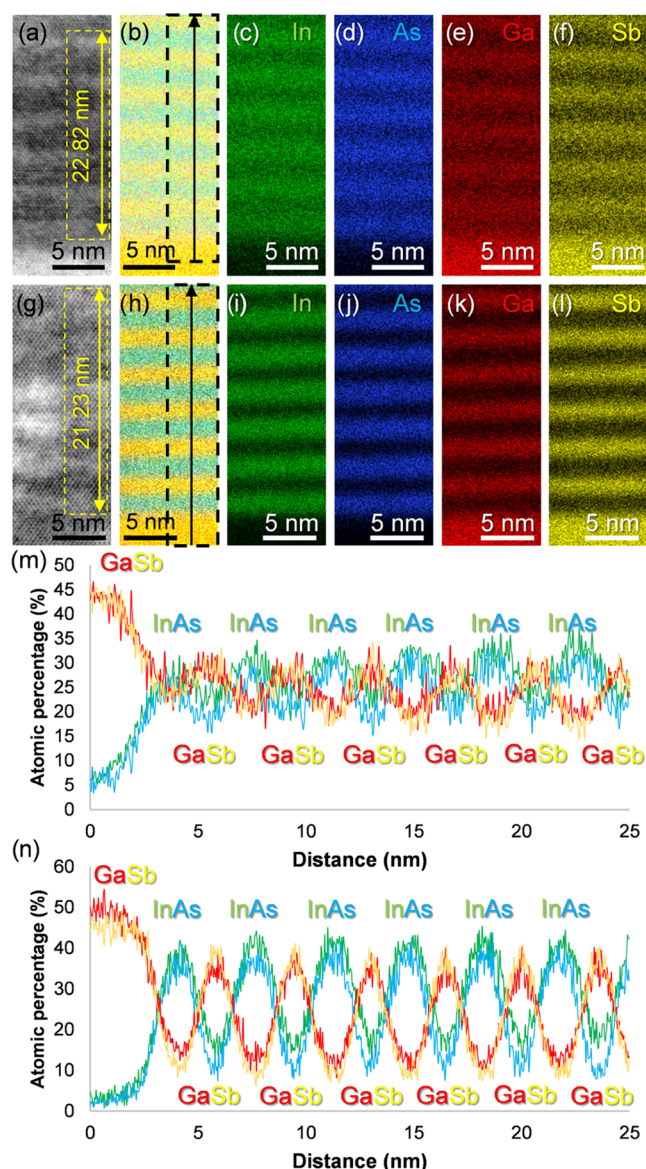 (a) (b) (c) In (d) As (e) Ga (f) Sb
22.82 nm
5 nm 5 nm 5 nm 5 nm 5 nm 5 nm
(g) (h) (i) In (j) As (k) Ga (l) Sb
21.23 nm
5 nm 5 nm 5 nm 5 nm 5 nm 5 nm
(m)
Atomic percentage (%)
50
45
40
35
30
25
20
15
10
5
0
GaSb
InAs InAs InAs InAs InAs InAs
GaSb GaSb GaSb GaSb GaSb GaSb
0 5 10 15 20 25
Distance (nm)
(n)
Atomic percentage (%)
60
50
40
30
20
10
0
GaSb
InAs InAs InAs InAs InAs InAs
GaSb GaSb GaSb GaSb GaSb GaSb
0 5 10 15 20 25
Distance (nm)